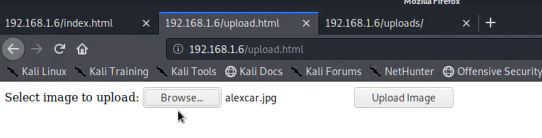 Mozilla Firefox
192.168.1.6/index.html × 192.168.1.6/upload.html × 192.168.1.6/uploads/ × +
192.168.1.6/upload.html
Kali Linux Kali Training Kali Tools Kali Docs Kali Forums NetHunter Offensive Security
Select image to upload: Browse... alexcar.jpg Upload Image